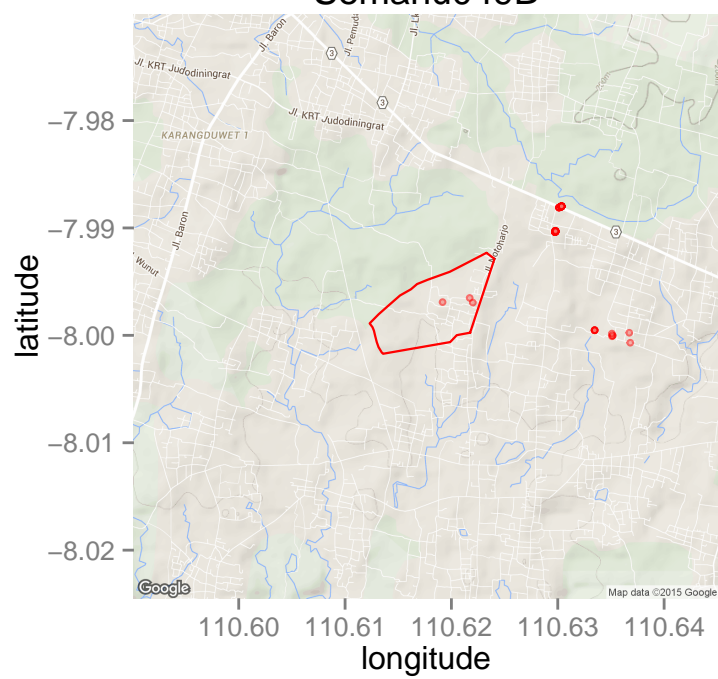 Jl. Baron
Jl. Pemuda
Jl. KRT Judodiningrat
3
3
Jl. KRT Judodiningrat
KARANGDUWET 1
Jl. Baron
3
Wunut
−7.98
−7.99
−8.00
−8.01
−8.02
latitude
Google
Map data ©2015 Google
110.60 110.61 110.62 110.63 110.64
longitude